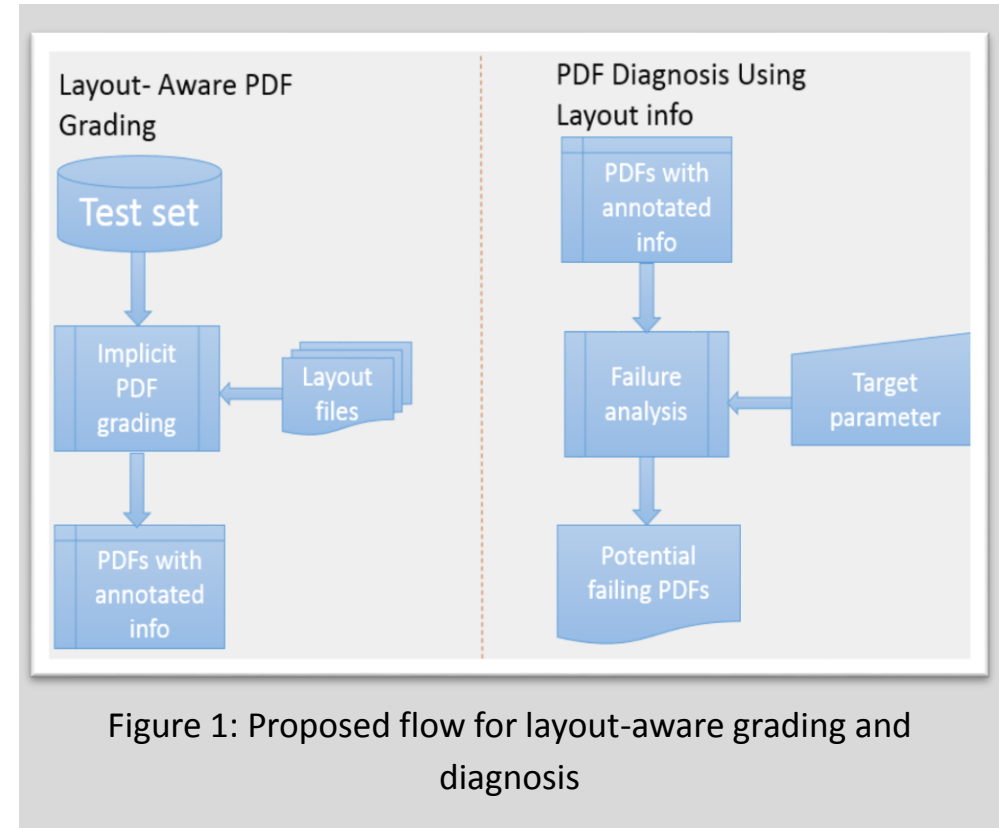 Layout- Aware PDF
Grading
Test set
Implicit
PDF
grading
Layout
files
PDFs with
annotated
info
PDF Diagnosis Using
Layout info
PDFs with
annotated
info
Failure
analysis
Target
parameter
Potential
failing PDFs
Figure 1: Proposed flow for layout-aware grading and
diagnosis